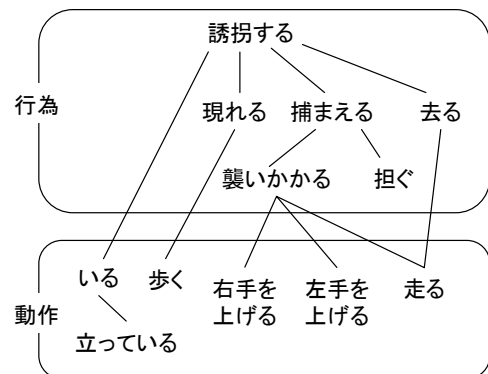 誘拐する
行為
現れる
捕まえる
去る
襲いかかる
担ぐ
いる
歩く
右手を
上げる
左手を
上げる
走る
動作
立っている